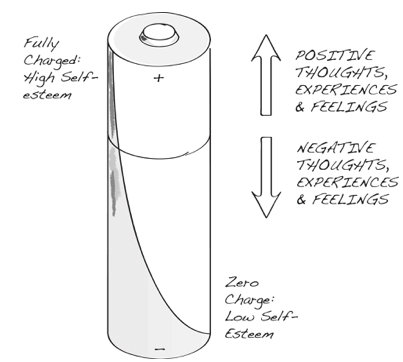 Fully
Charged:
High Self-
esteem
+
POSITIVE
THOUGHTS,
EXPERIENCES
& FEELINGS
NEGATIVE
THOUGHTS,
EXPERIENCES
& FEELINGS
Zero
Charge:
Low Self-
Esteem
-